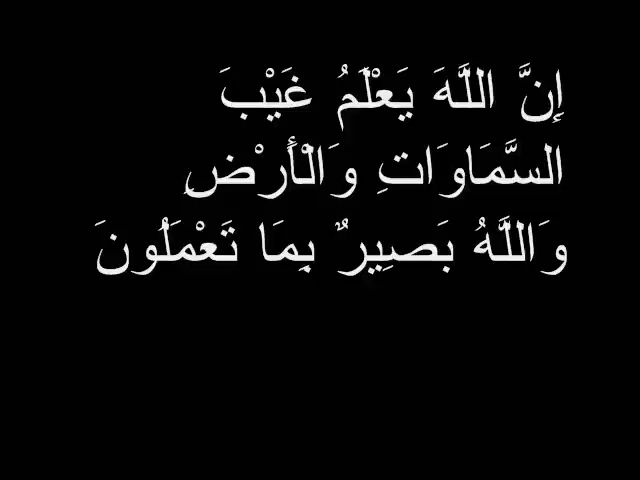 إِنَّ اللَّهَ يَعْلَمُ غَيْبَ
السَّمَاوَاتِ وَالْأَرْضِ
وَاللَّهُ بَصِيرٌ بِمَا تَعْمَلُونَ